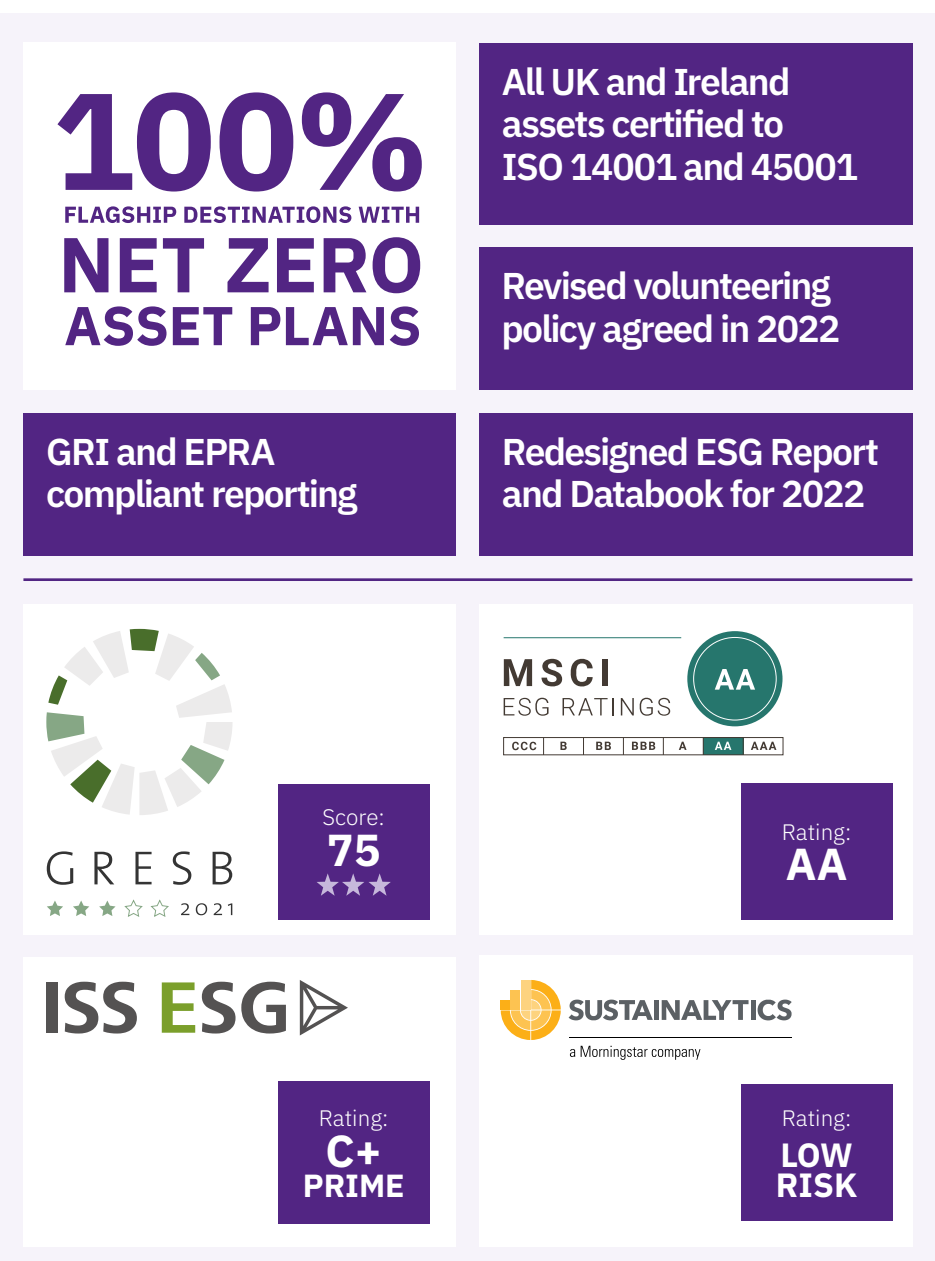 100%
FLAGSHIP DESTINATIONS WITH
NET ZERO
ASSET PLANS
All UK and Ireland
assets certified to
ISO 14001 and 45001
Revised volunteering
policy agreed in 2022
GRI and EPRA
compliant reporting
Redesigned ESG Report
and Databook for 2022
GRESB
★ ★ ★ ☆ ☆ 2021
Score:
75
★★★
MSCI
ESG RATINGS
AA
CCC B BB BBB A AA AAA
Rating:
AA
ISS ESG
Rating:
C+
PRIME
SUSTAINALYTICS
a Morningstar company
Rating:
LOW
RISK